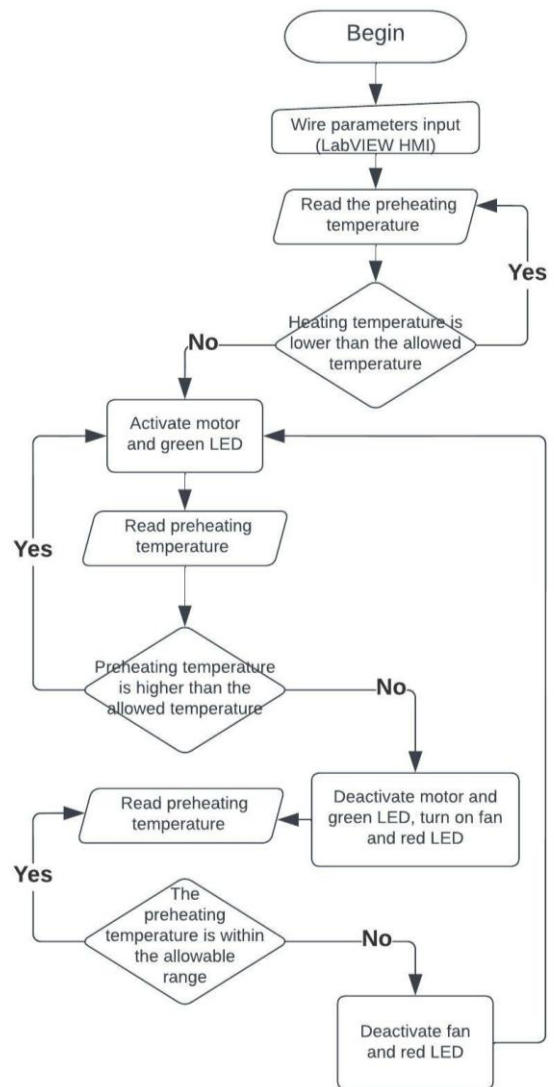 Begin
Wire parameters input
(LabVIEW HMI)
Read the preheating
temperature
Yes
Heating temperature is
lower than the allowed
temperature
No
Activate motor
and green LED
Read preheating
temperature
Yes
Preheating temperature
is higher than the
allowed temperature
No
Deactivate motor and
green LED, turn on fan
and red LED
Read preheating
temperature
Yes
The
preheating
temperature is within
the allowable
range
No
Deactivate fan
and red LED